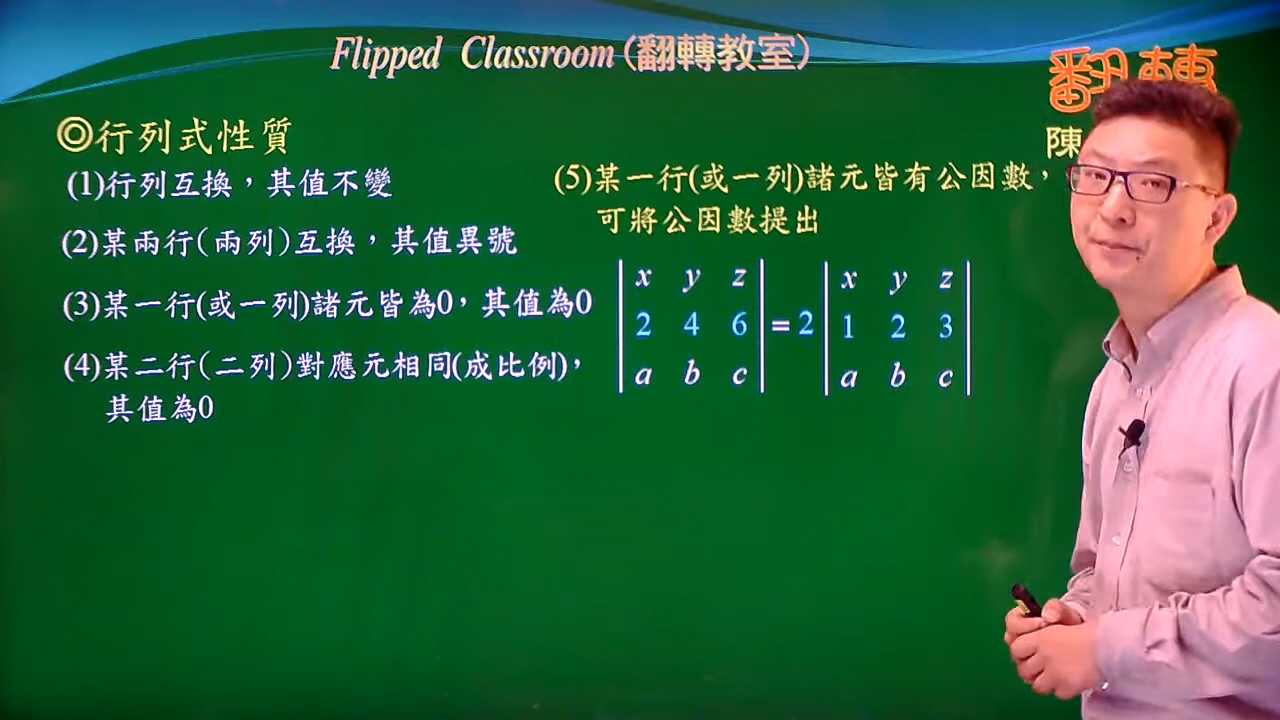 Flipped Classroom(翻轉教室)
翻轉
陳
◎行列式性質
(1)行列互換，其值不變
(2)某兩行(兩列)互換，其值異號
(3)某一行(或一列)諸元皆為0，其值為0
(4)某二行(二列)對應元相同(成比例)，
其值為0
(5)某一行(或一列)諸元皆有公因數，
可將公因數提出
x y z x y z
2 4 6 = 2 1 2 3
a b c a b c